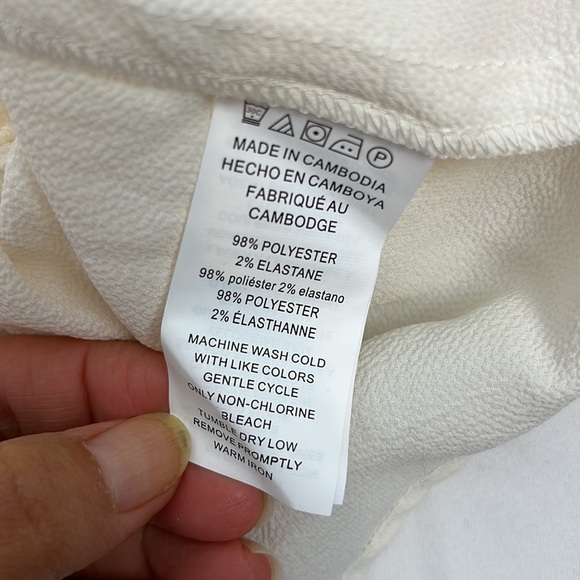 30C
P
MADE IN CAMBODIA
HECHO EN CAMBOYA
FABRIQUÉ AU
CAMBODGE
98% POLYESTER
2% ELASTANE
98% poliéster 2% elastano
98% POLYESTER
2% ÉLASTHANNE
MACHINE WASH COLD
WITH LIKE COLORS
GENTLE CYCLE
ONLY NON-CHLORINE
BLEACH
TUMBLE DRY LOW
REMOVE PROMPTLY
WARM IRON